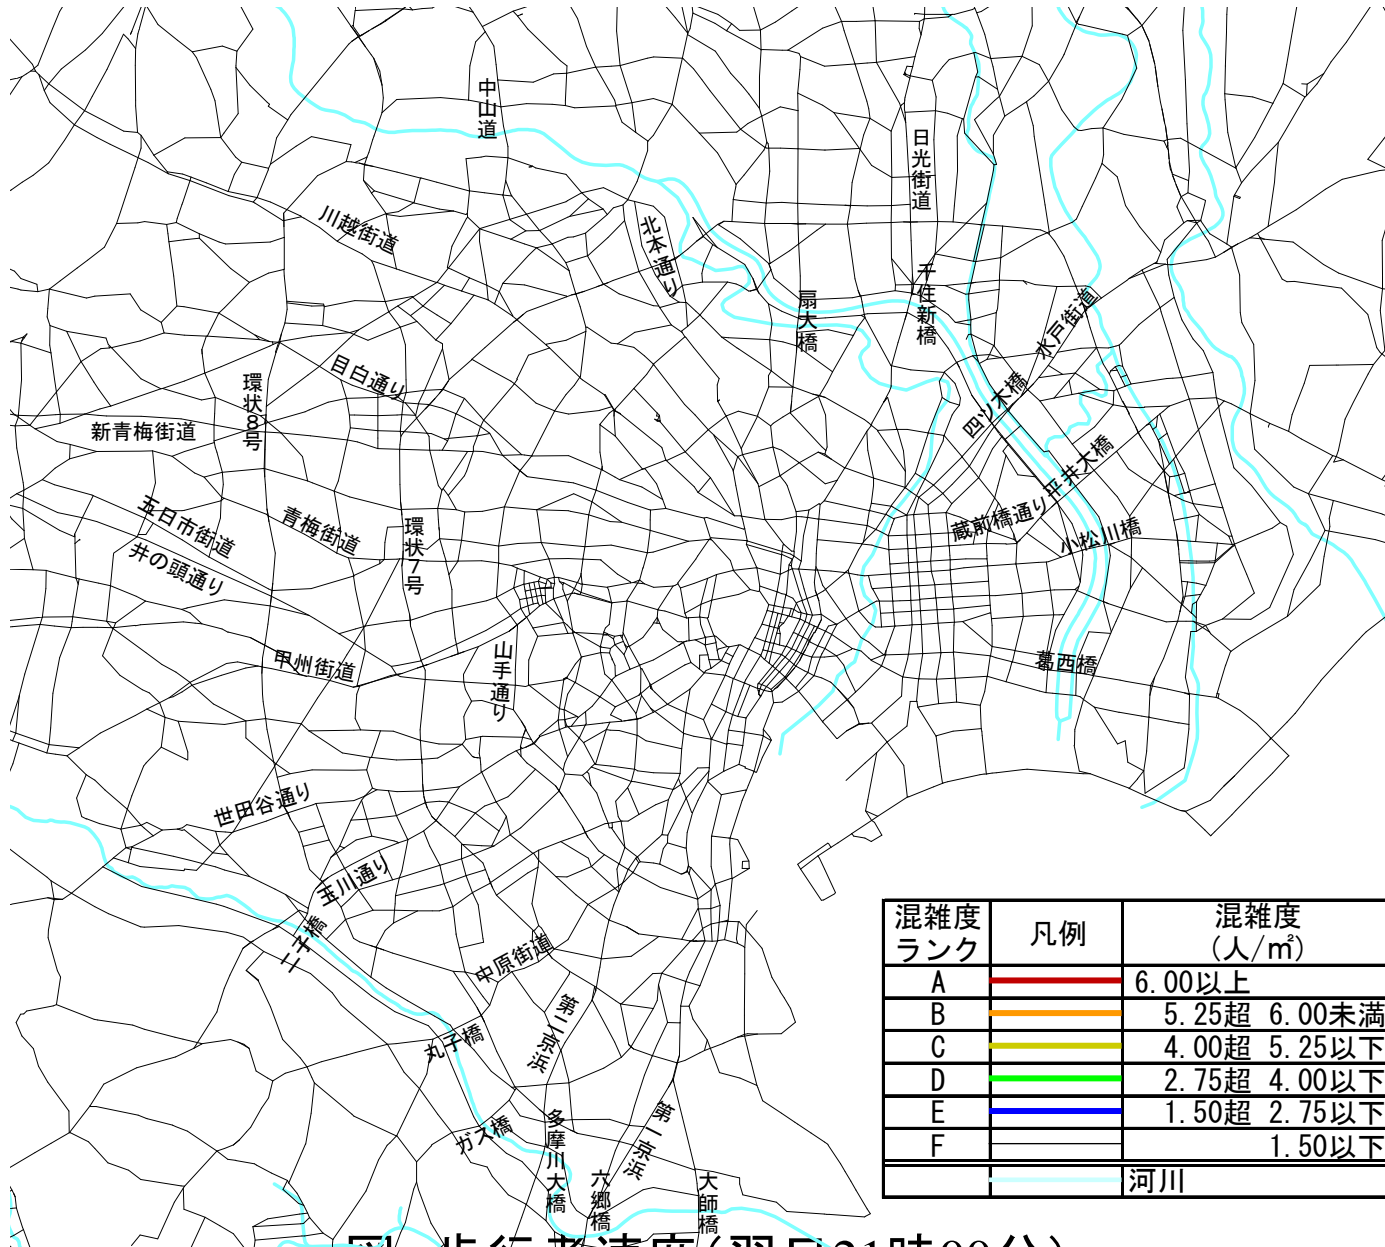 中山道
日光街道
川越街道
北本通り
千住新橋
扇大橋
水戸街道
目白通り
環状8号
四ツ木橋
新青梅街道
平井大橋
五日市街道
青梅街道
環状7号
蔵前橋通り
小松川橋
井の頭通り
甲州街道
山手通り
葛西橋
世田谷通り
玉川通り
二子橋
中原街道
第二京浜
丸子橋
ガス橋
多摩川大橋
第一京浜
六郷橋
大師橋
混雑度ランク 凡例 混雑度(人/㎡)
A 6.00以上
B 5.25超 6.00未満
C 4.00超 5.25以下
D 2.75超 4.00以下
E 1.50超 2.75以下
F 1.50以下
河川